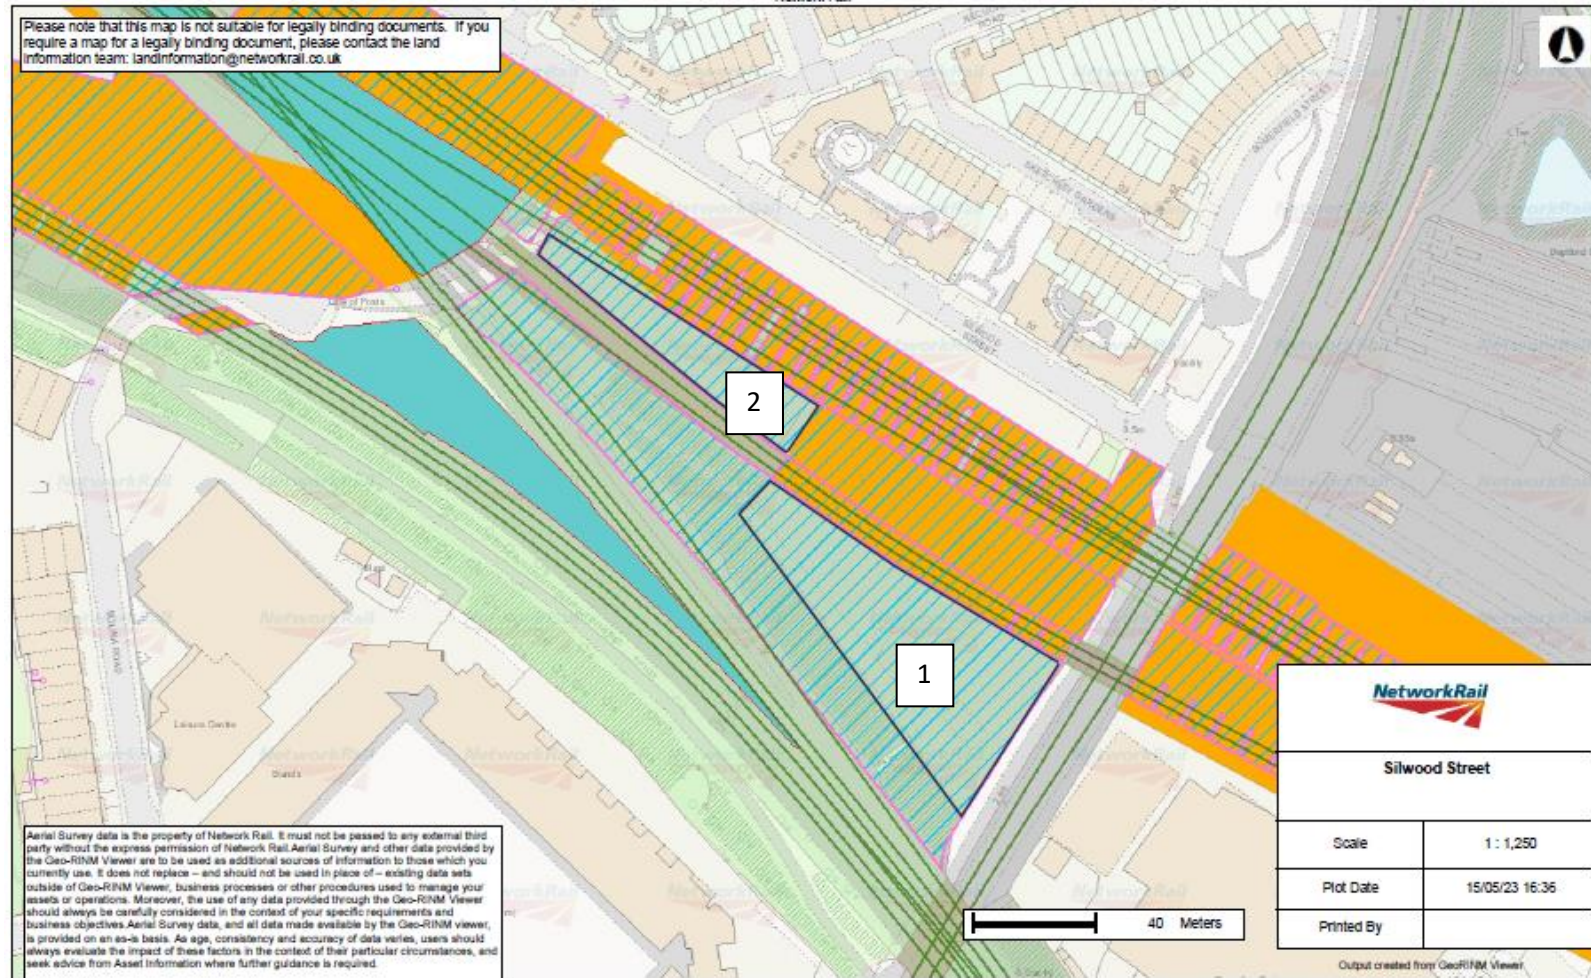 Please note that this map is not suitable for legally binding documents.  If you
require a map for a legally binding document, please contact the land
information team: landinformation@networkrail.co.uk
SOMERFIELD STREET
Line of Posts
SILWOOD
STREET
2
9.5m
1
Leisure Centre
Stands
NetworkRail
Silwood Street
Scale
1 : 1,250
Plot Date
15/05/23 16:36
Printed By
40 Meters
Output created from GeoRINM Viewer
Aerial Survey data is the property of Network Rail. It must not be passed to any external third
party without the express permission of Network Rail.Aerial Survey and other data provided by
the Geo-RINM Viewer are to be used as additional sources of information to those which you
currently use. It does not replace – and should not be used in place of – existing data sets
outside of Geo-RINM Viewer, business processes or other procedures used to manage your
assets or operations. Moreover, the use of any data provided through the Geo-RINM Viewer
should always be carefully considered in the context of your specific requirements and
business objectives.Aerial Survey data, and all data made available by the Geo-RINM viewer,
is provided on an as-is basis. As age, consistency and accuracy of data varies, users should
always evaluate the impact of these factors in the context of their particular circumstances, and
seek advice from Asset Information where further guidance is required.